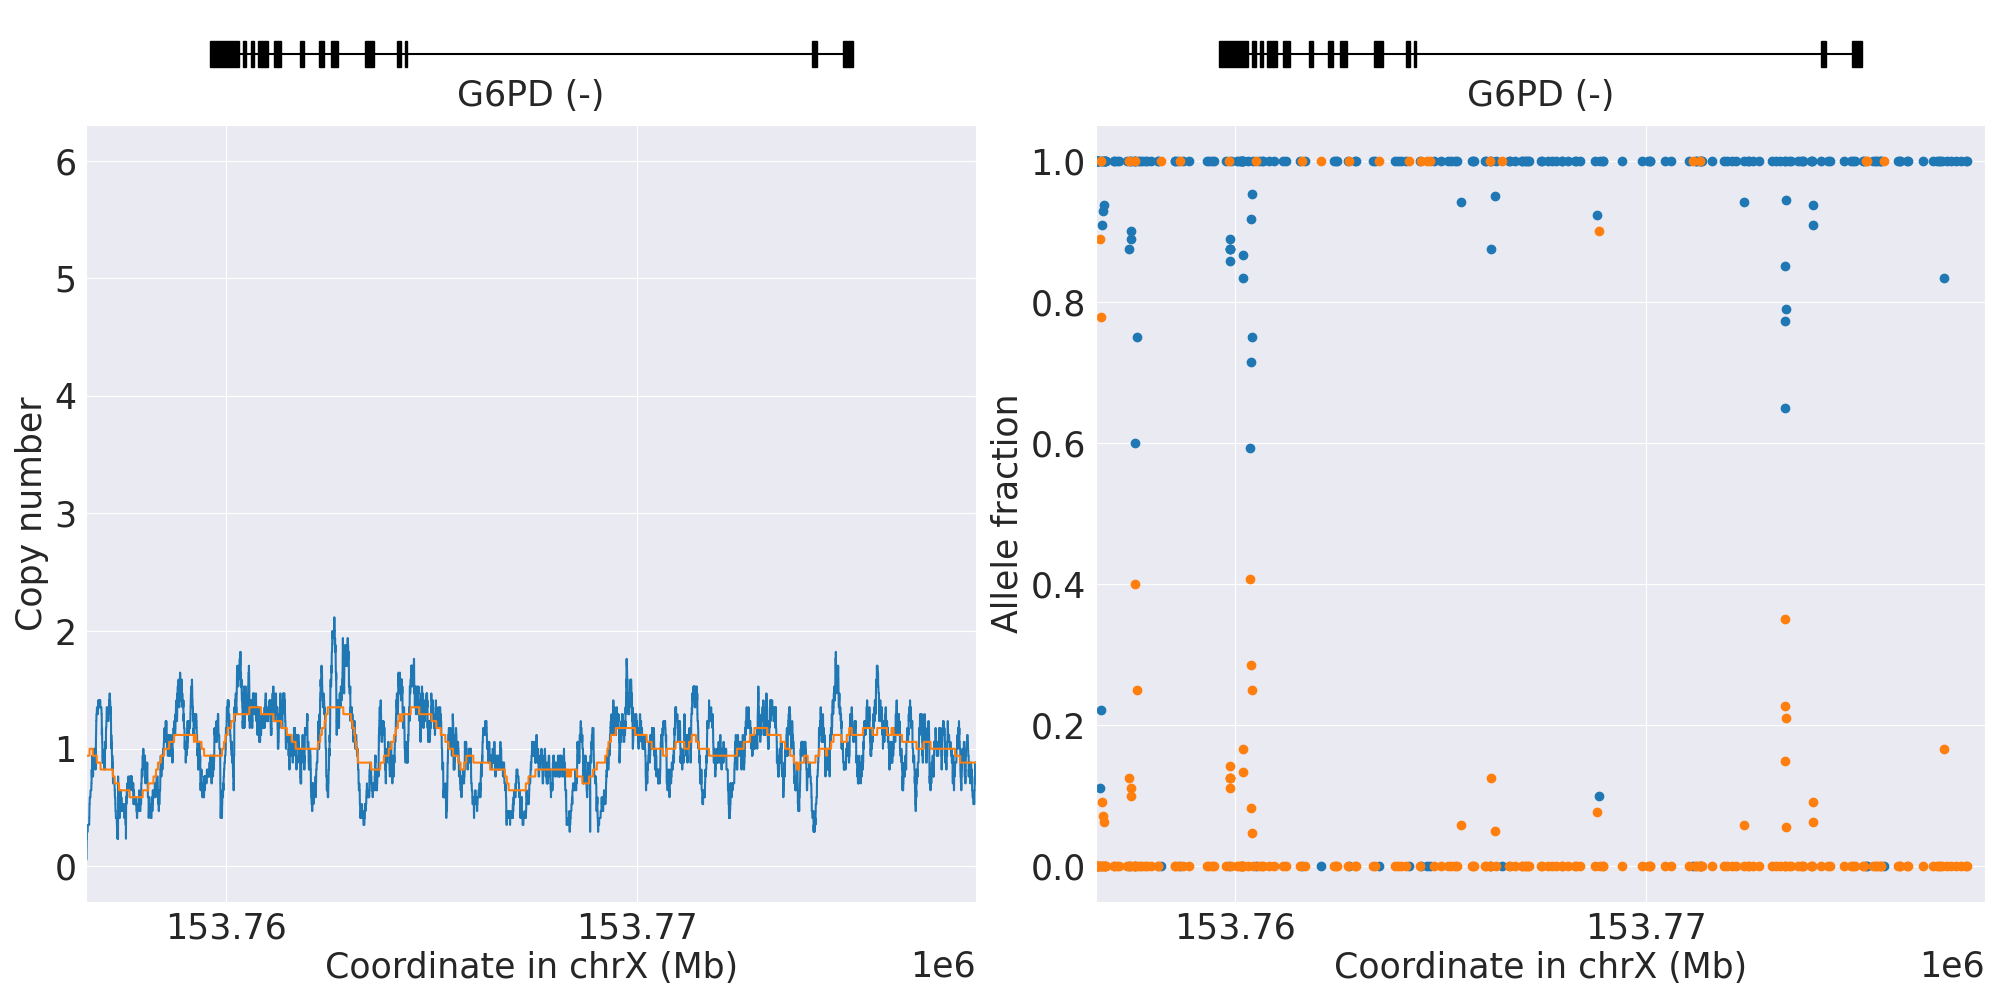 G6PD (-)
6
5
4
3
2
1
0
Copy number
153.76
153.77
Coordinate in chrX (Mb)
1e6
G6PD (-)
1.0
0.8
0.6
0.4
0.2
0.0
Allele fraction
153.76
153.77
Coordinate in chrX (Mb)
1e6